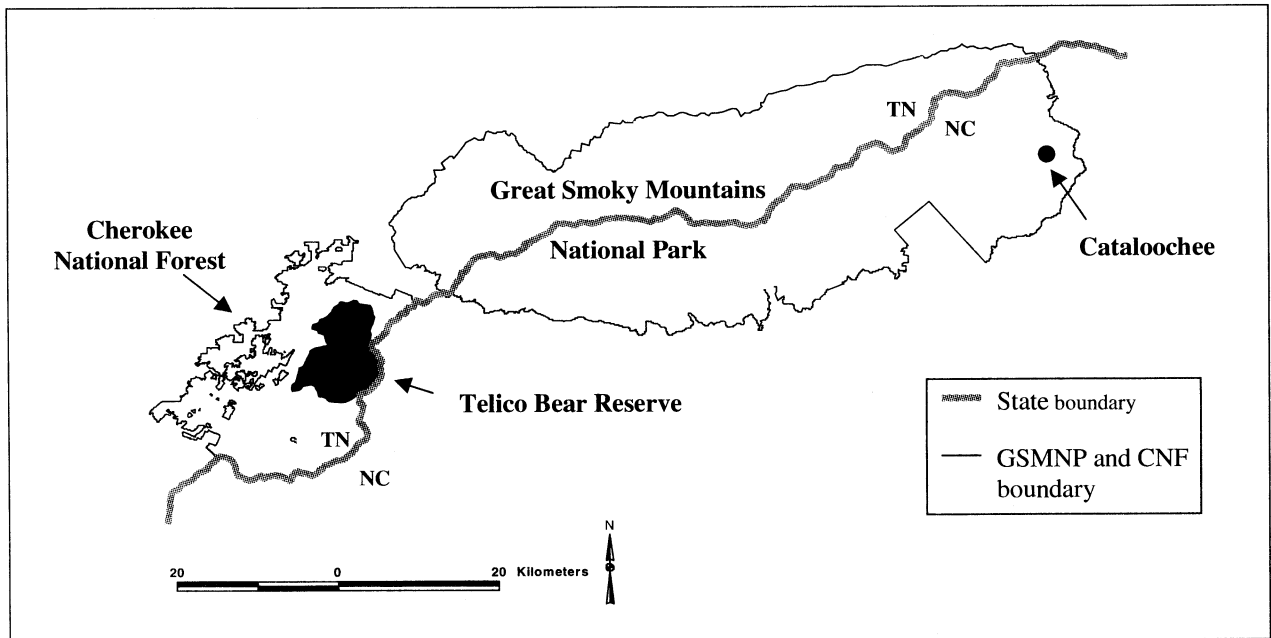 TN
NC
Great Smoky Mountains
National Park
Cherokee
National Forest
Cataloochee
Telico Bear Reserve
TN
NC
State boundary
GSMNP and CNF
boundary
N
20 0 20 Kilometers